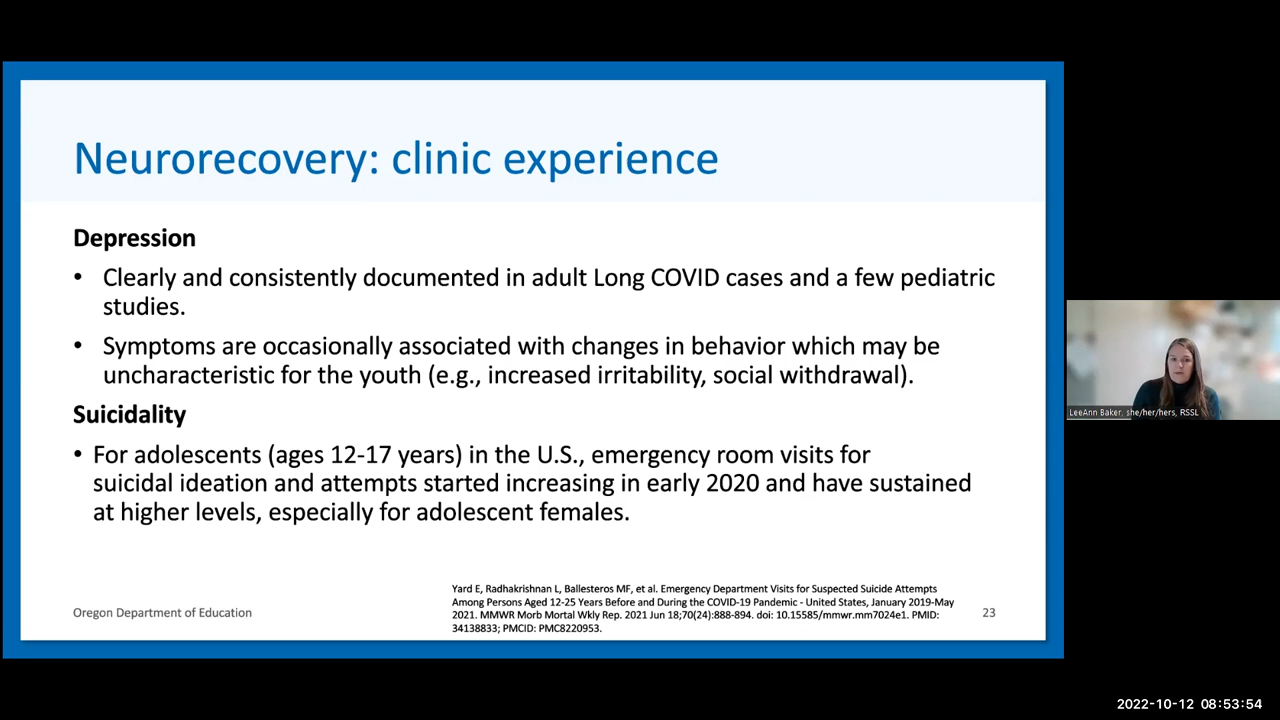 Neurorecovery: clinic experience
Depression
• Clearly and consistently documented in adult Long COVID cases and a few pediatric
studies.
• Symptoms are occasionally associated with changes in behavior which may be
uncharacteristic for the youth (e.g., increased irritability, social withdrawal).
Suicidality
• For adolescents (ages 12-17 years) in the U.S., emergency room visits for
suicidal ideation and attempts started increasing in early 2020 and have sustained
at higher levels, especially for adolescent females.
Yard E, Radhakrishnan L, Ballesteros MF, et al. Emergency Department Visits for Suspected Suicide Attempts
Among Persons Aged 12-25 Years Before and During the COVID-19 Pandemic - United States, January 2019-May
2021. MMWR Morb Mortal Wkly Rep. 2021 Jun 18;70(24):888-894. doi: 10.15585/mmwr.mm7024e1. PMID:
34138833; PMCID: PMC8220953.
Oregon Department of Education
23
LeeAnn Baker, she/her/hers, RSSL
2022-10-12 08:53:54